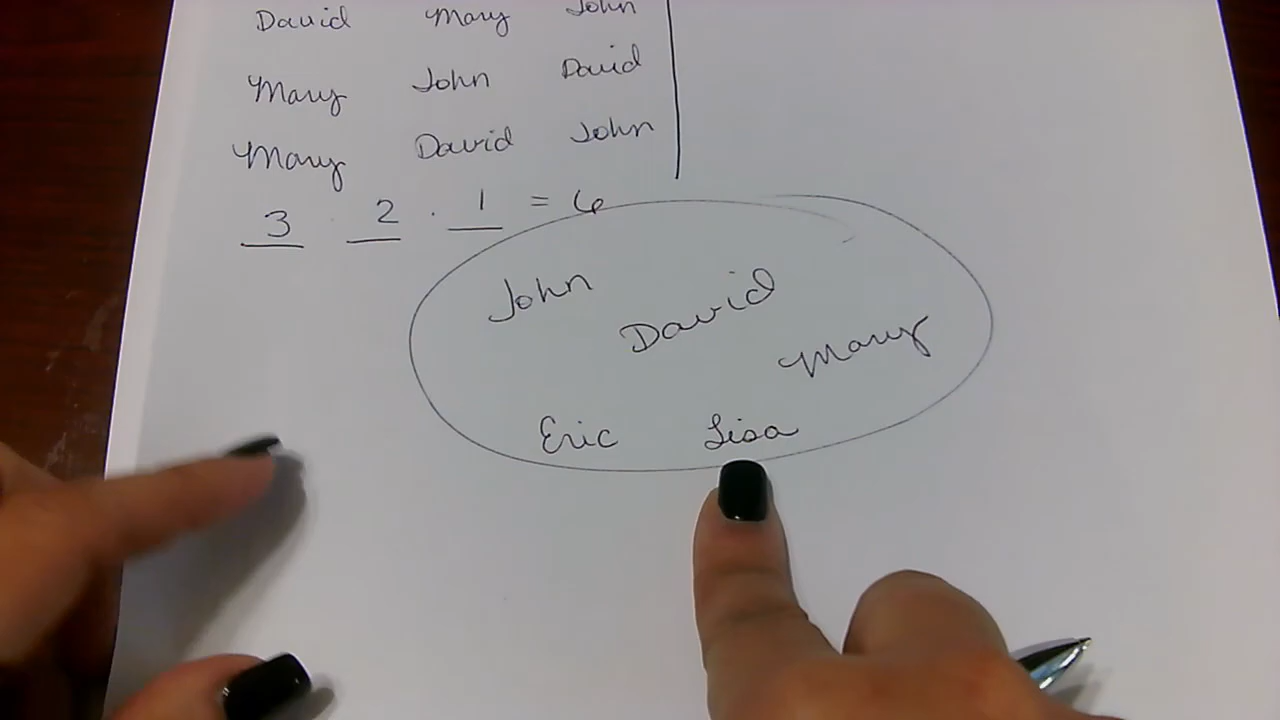 David Mary John
Mary John David
Mary David John
3 · 2 · 1 = 6
John
David
Mary
Eric Lisa